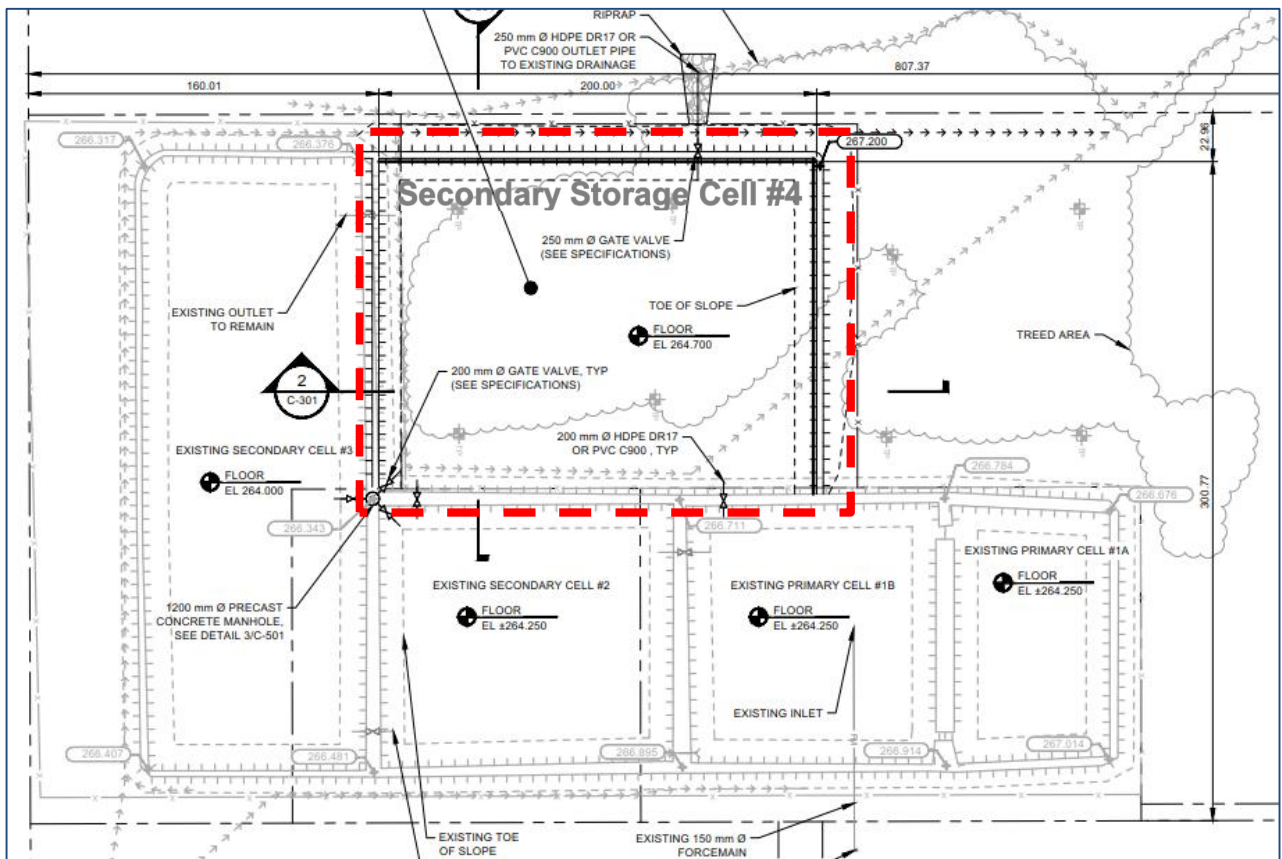 RIPRAP
250 mm Ø HDPE DR17 OR
PVC C900 OUTLET PIPE
TO EXISTING DRAINAGE
807.37
160.01
200.00
266.317
266.376
267.200
22.96
Secondary Storage Cell #4
250 mm Ø GATE VALVE
(SEE SPECIFICATIONS)
EXISTING OUTLET
TO REMAIN
TOE OF SLOPE
FLOOR
EL 264.700
TREED AREA
2
C-301
200 mm Ø GATE VALVE, TYP
(SEE SPECIFICATIONS)
200 mm Ø HDPE DR17
OR PVC C900 , TYP
EXISTING SECONDARY CELL #3
FLOOR
EL 264.000
266.784
266.676
300.77
266.343
266.711
EXISTING SECONDARY CELL #2
FLOOR
EL ±264.250
EXISTING PRIMARY CELL #1B
FLOOR
EL ±264.250
EXISTING PRIMARY CELL #1A
FLOOR
EL ±264.250
1200 mm Ø PRECAST
CONCRETE MANHOLE,
SEE DETAIL 3/C-501
EXISTING INLET
266.407
266.481
266.895
266.914
267.014
EXISTING TOE
OF SLOPE
EXISTING 150 mm Ø
FORCEMAIN